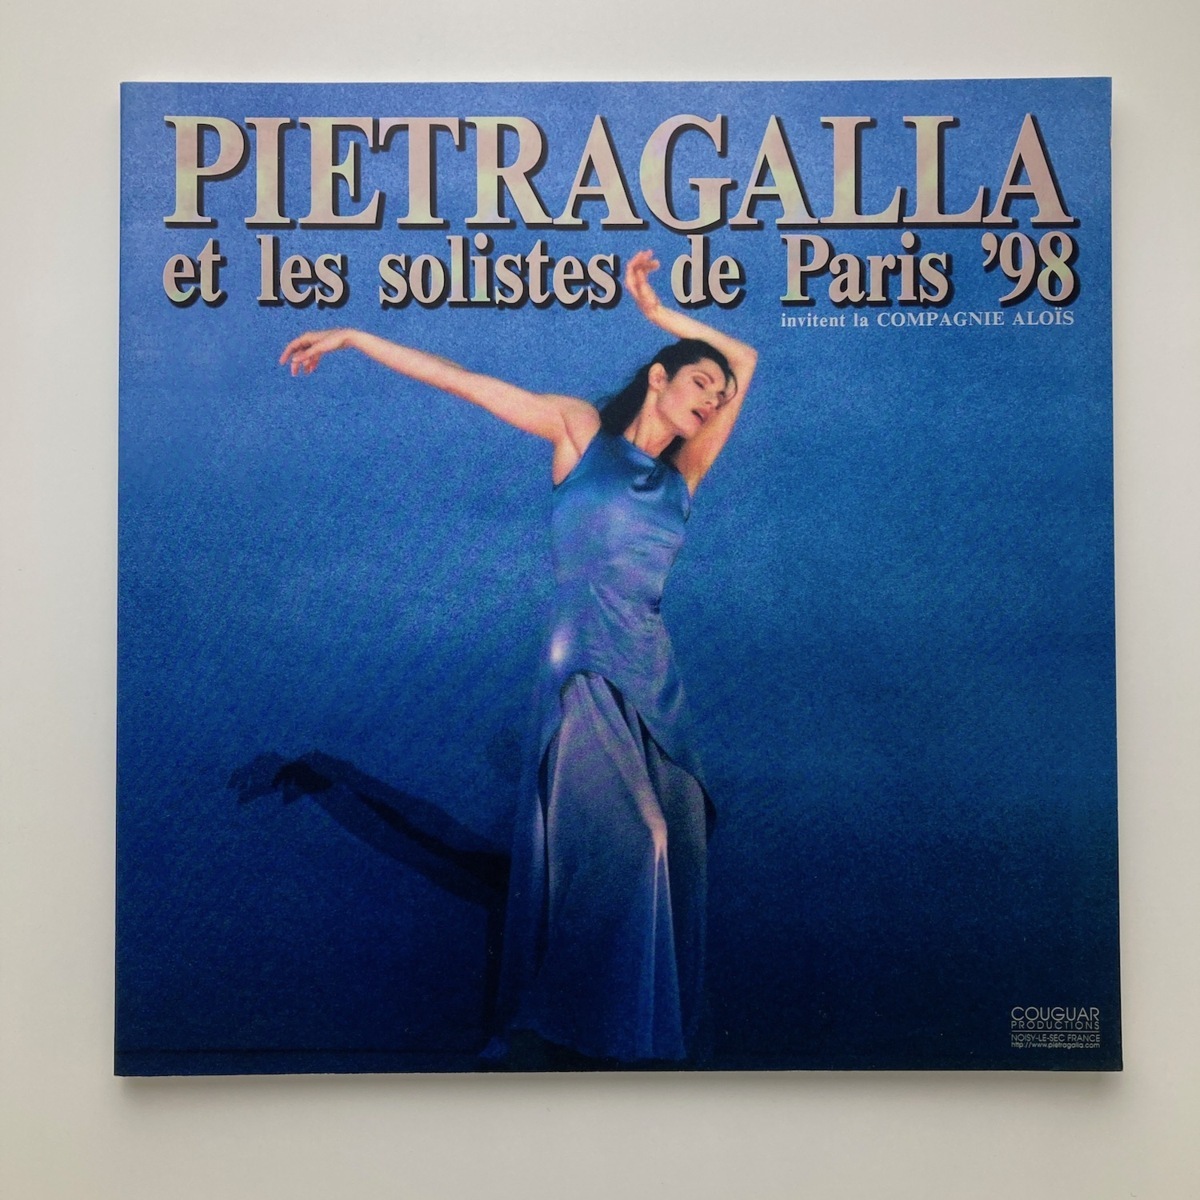 PIETRAGALLA
et les solistes de Paris '98
invitent la COMPAGNIE ALOÏS
COUGUAR
PRODUCTIONS
NOISY-LE-SEC FRANCE
http://www.pietragalla.com